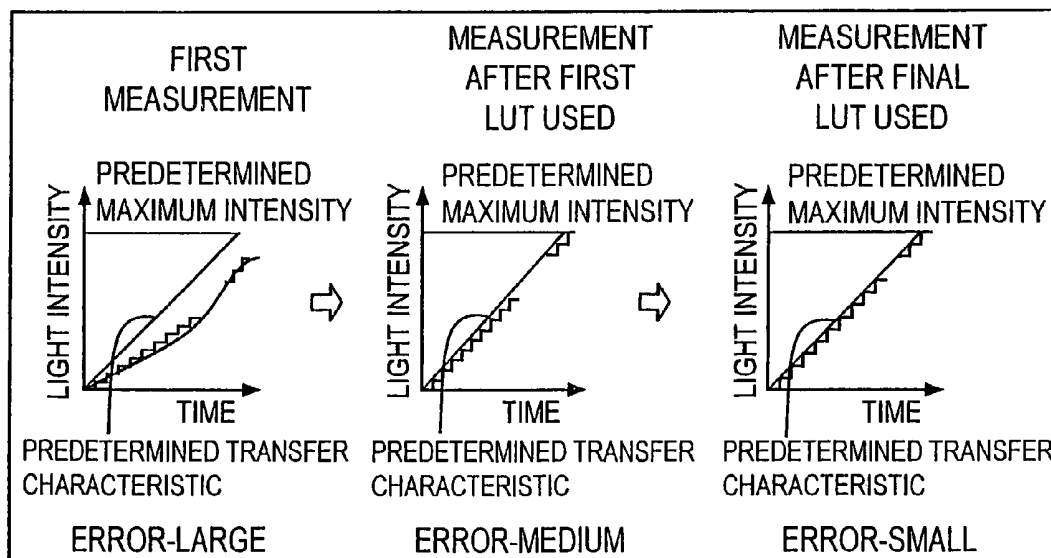 FIRST
MEASUREMENT
PREDETERMINED
MAXIMUM INTENSITY
LIGHT INTENSITY
TIME
PREDETERMINED TRANSFER
CHARACTERISTIC
ERROR-LARGE
MEASUREMENT
AFTER FIRST
LUT USED
PREDETERMINED
MAXIMUM INTENSITY
LIGHT INTENSITY
TIME
PREDETERMINED TRANSFER
CHARACTERISTIC
ERROR-MEDIUM
MEASUREMENT
AFTER FINAL
LUT USED
PREDETERMINED
MAXIMUM INTENSITY
LIGHT INTENSITY
TIME
PREDETERMINED TRANSFER
CHARACTERISTIC
ERROR-SMALL